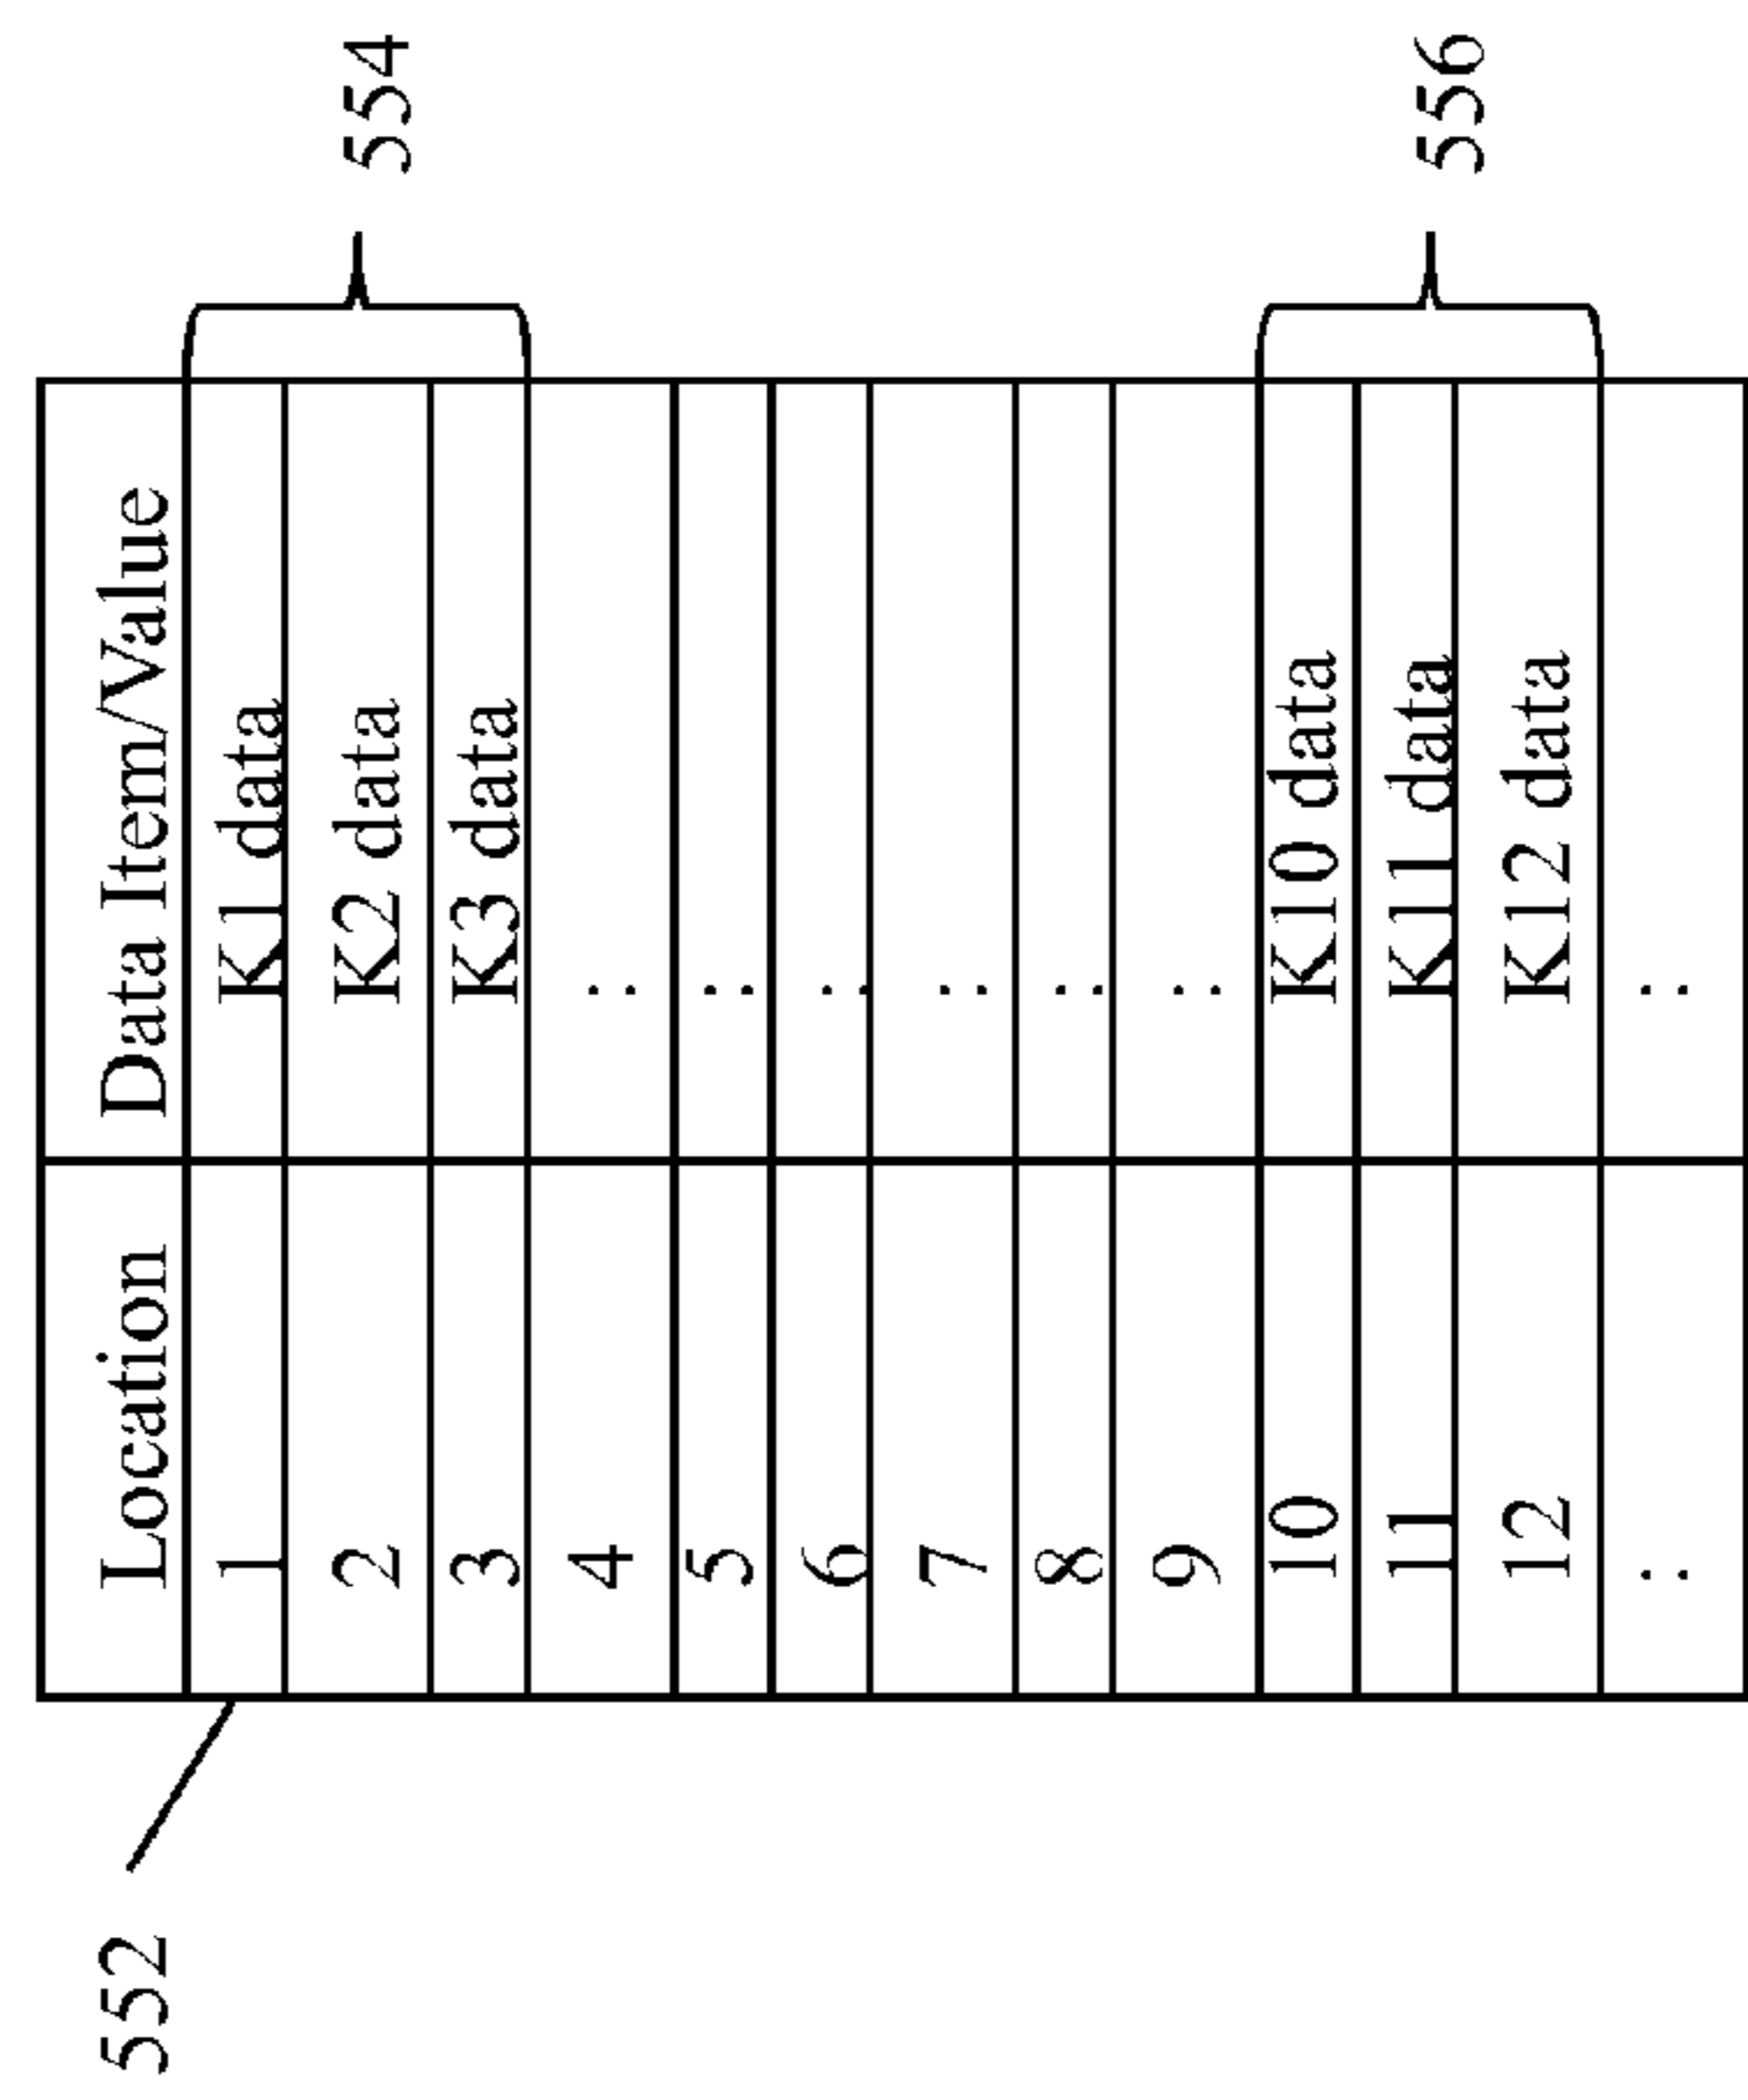 552
Location Data Item/Value
1 K1 data
2 K2 data
3 K3 data
554
4 :
5 :
6 :
7 :
8 :
9 :
10 K10 data
11 K11 data
12 K12 data
556
: :